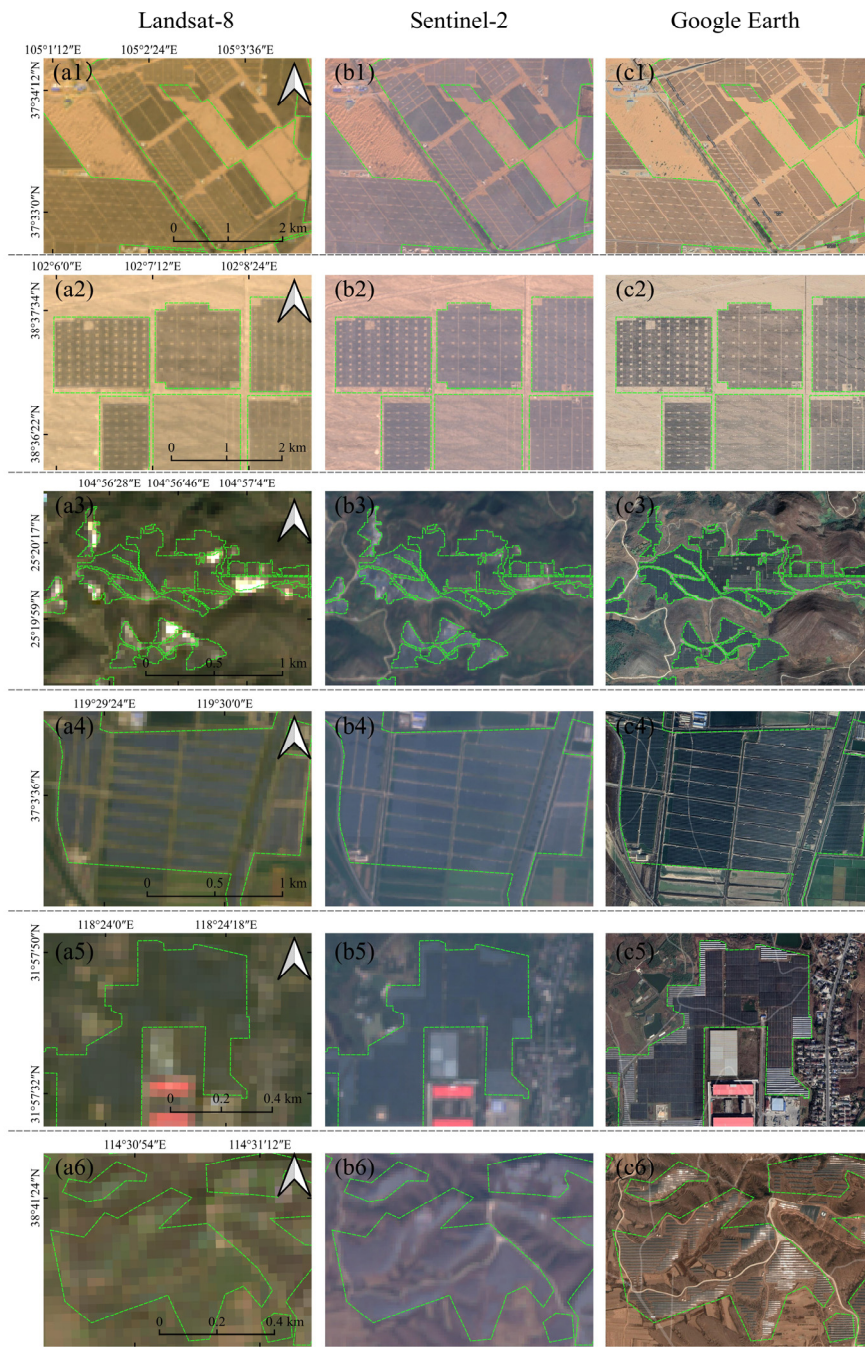 Landsat-8 Sentinel-2 Google Earth
105°1′12″E 105°2′24″E 105°3′36″E
(a1) (b1) (c1)
37°34′12″N
37°33′0″N
0 1 2 km
102°6′0″E 102°7′12″E 102°8′24″E
(a2) (b2) (c2)
38°37′34″N
38°36′22″N
0 1 2 km
104°56′28″E 104°56′46″E 104°57′4″E
(a3) (b3) (c3)
25°20′17″N
25°19′59″N
0 0.5 1 km
119°29′24″E 119°30′0″E
(a4) (b4) (c4)
37°3′36″N
0 0.5 1 km
118°24′0″E 118°24′18″E
(a5) (b5) (c5)
31°57′50″N
31°57′32″N
0 0.2 0.4 km
114°30′54″E 114°31′12″E
(a6) (b6) (c6)
38°41′24″N
0 0.2 0.4 km